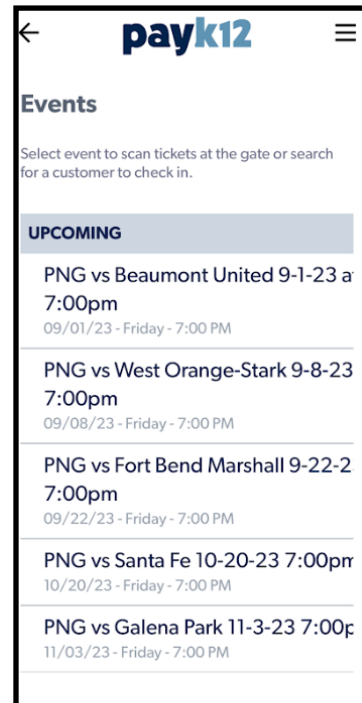 payk12
Events
Select event to scan tickets at the gate or search
for a customer to check in.
UPCOMING
PNG vs Beaumont United 9-1-23 a
7:00pm
09/01/23 - Friday - 7:00 PM
PNG vs West Orange-Stark 9-8-23
7:00pm
09/08/23 - Friday - 7:00 PM
PNG vs Fort Bend Marshall 9-22-2
7:00pm
09/22/23 - Friday - 7:00 PM
PNG vs Santa Fe 10-20-23 7:00pm
10/20/23 - Friday - 7:00 PM
PNG vs Galena Park 11-3-23 7:00p
11/03/23 - Friday - 7:00 PM